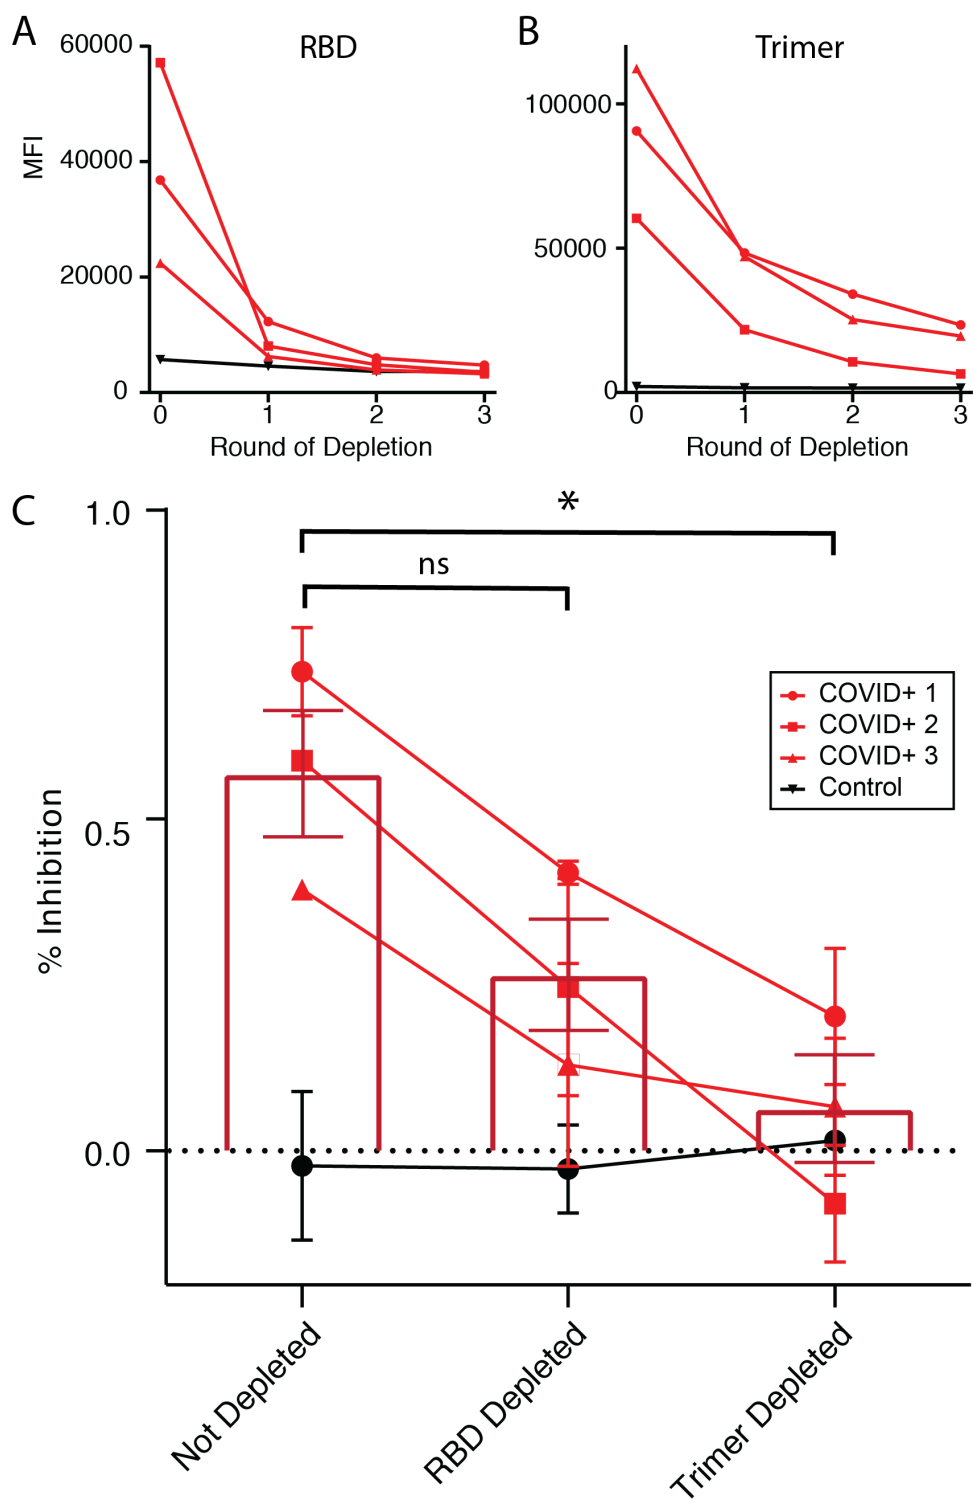 A
RBD
60000
40000
20000
0
MFI
0 1 2 3
Round of Depletion
B
Trimer
100000
50000
0
0 1 2 3
Round of Depletion
C
1.0
0.5
0.0
% Inhibition
*
ns
COVID+ 1
COVID+ 2
COVID+ 3
Control
Not Depleted
RBD Depleted
Trimer Depleted